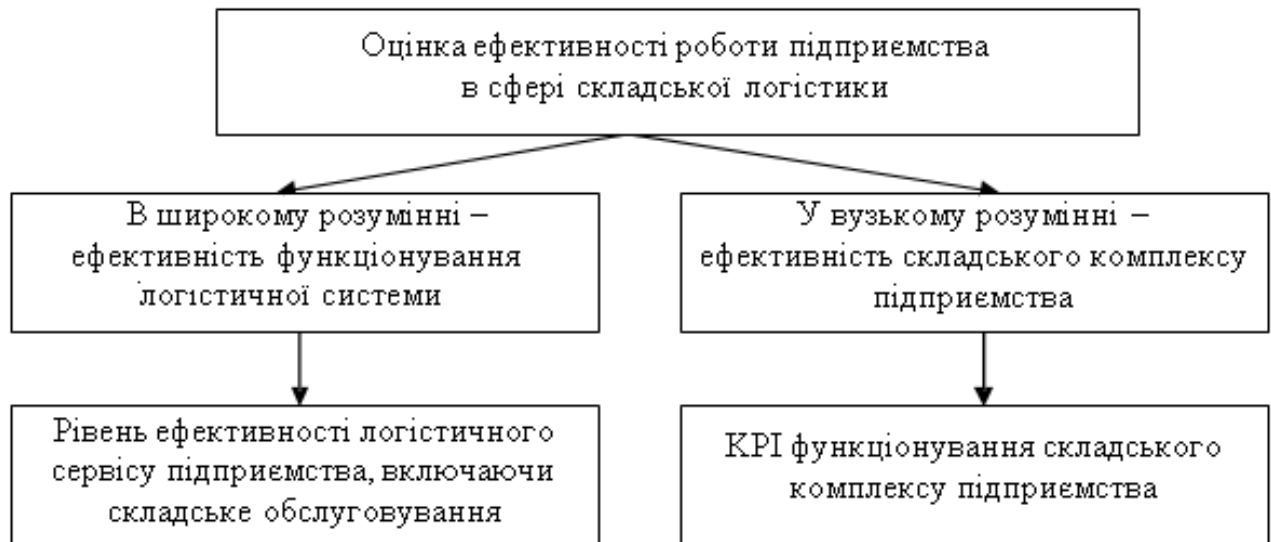 Оцінка ефективності роботи підприємства
в сфері складської логістики
В широкому розумінні –
ефективність функціонування
логістичної системи
У вузькому розумінні –
ефективність складського комплексу
підприємства
Рівень ефективності логістичного
сервісу підприємства, включаючи
складське обслуговування
KPI функціонування складського
комплексу підприємства